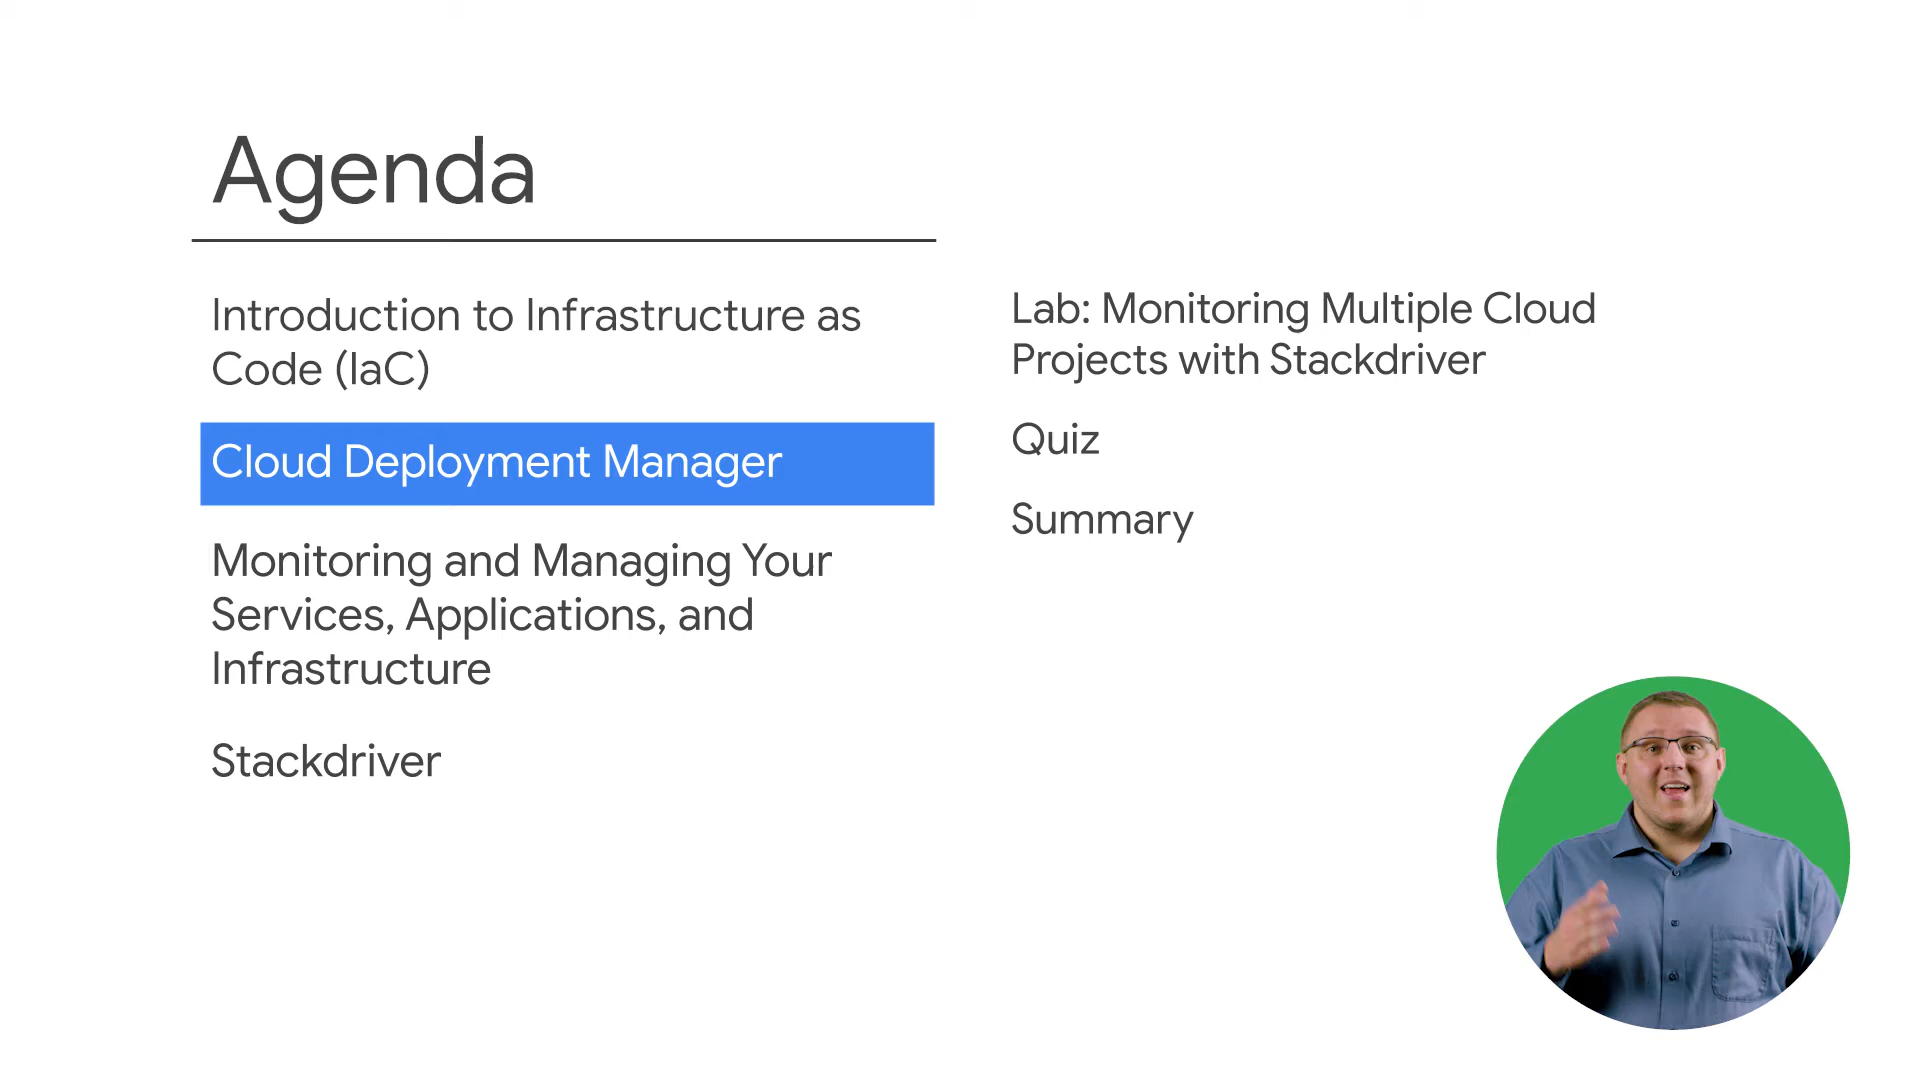 Agenda
Introduction to Infrastructure as
Code (IaC)
Cloud Deployment Manager
Monitoring and Managing Your
Services, Applications, and
Infrastructure
Stackdriver
Lab: Monitoring Multiple Cloud
Projects with Stackdriver
Quiz
Summary